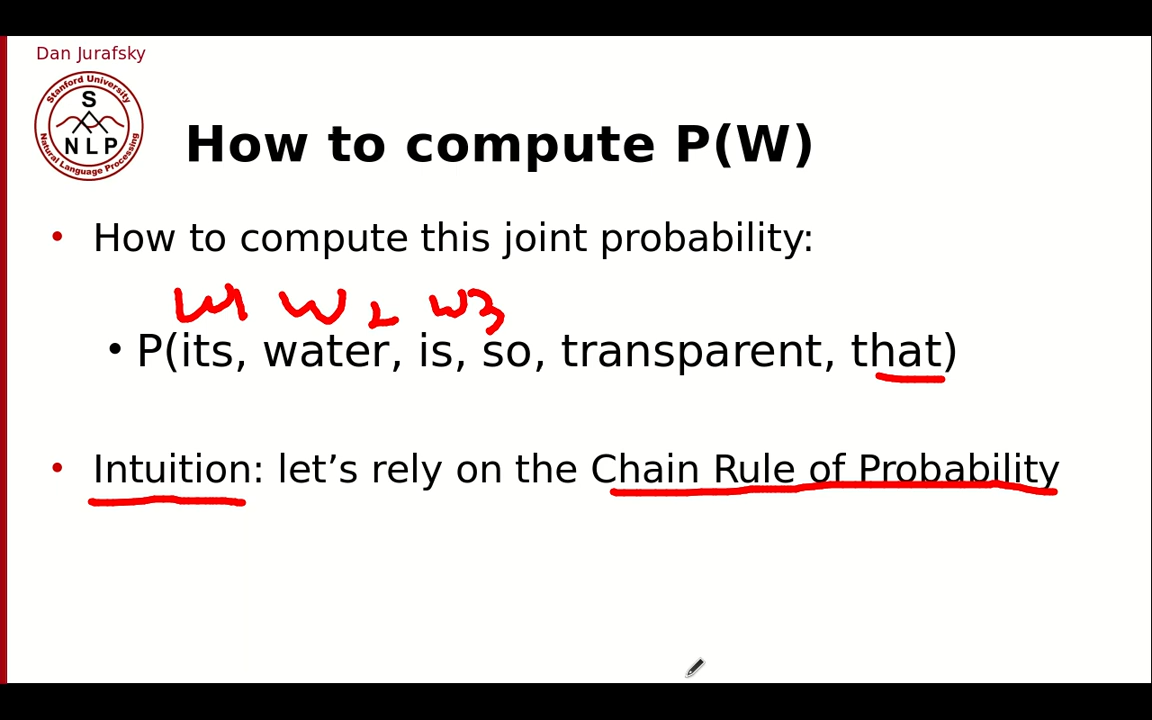 Dan Jurafsky
Stanford University
S
NLP
Natural Language Processing
How to compute P(W)
• How to compute this joint probability:
w1 w2 w3
• P(its, water, is, so, transparent, that)
• Intuition: let’s rely on the Chain Rule of Probability